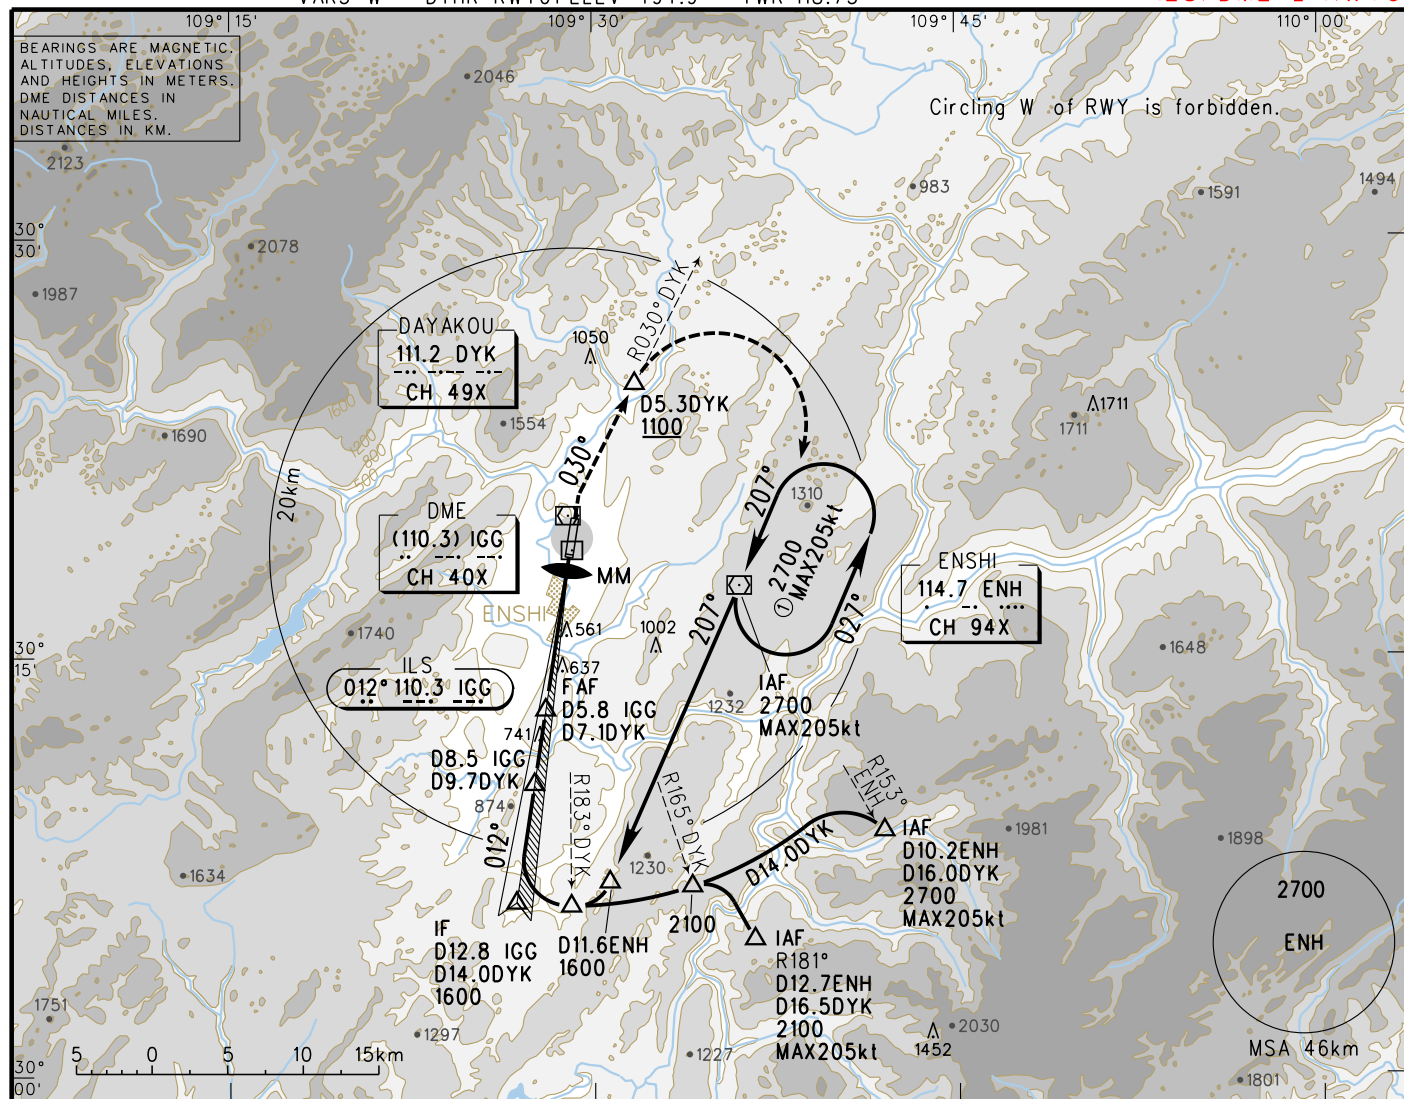 109° 15'
109° 30'
109° 45'
110° 00'
BEARINGS ARE MAGNETIC.
ALTITUDES, ELEVATIONS
AND HEIGHTS IN METERS.
DME DISTANCES IN
NAUTICAL MILES.
DISTANCES IN KM.
Circling W of RWY is forbidden.
2046
2123
983
1591
1494
30°
30'
2078
1987
R030°DYK
DAYAKOU
111.2 DYK
CH 49X
1050
D5.3DYK
1100
1554
1690
1711
1711
20km
030°
207°
1310
2700
MAX205kt
①
DME
(110.3) IGG
CH 40X
MM
ENSHI
ENSHI
114.7 ENH
CH 94X
207°
027°
561
1002
637
1740
1648
30°
15'
ILS
012° 110.3 IGG
FAF
D5.8 IGG
D7.1DYK
IAF
2700
MAX205kt
1232
741
D8.5 IGG
D9.7DYK
874
R183°DYK
R165°DYK
R153°
ENH
012°
D14.0DYK
IAF
D10.2ENH
D16.0DYK
2700
MAX205kt
1981
1898
1230
1634
2100
IF
D12.8 IGG
D14.0DYK
1600
D11.6ENH
1600
IAF
R181°
D12.7ENH
D16.5DYK
2100
MAX205kt
2700
ENH
MSA 46km
1751
1297
1227
1452
2030
1801
5 0 5 10 15km
30°
00'